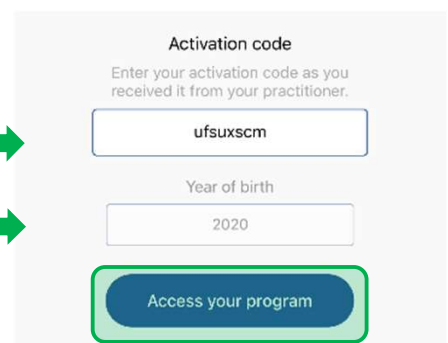 Activation code
Enter your activation code as you
received it from your practitioner.
ufsuxscm
Year of birth
2020
Access your program